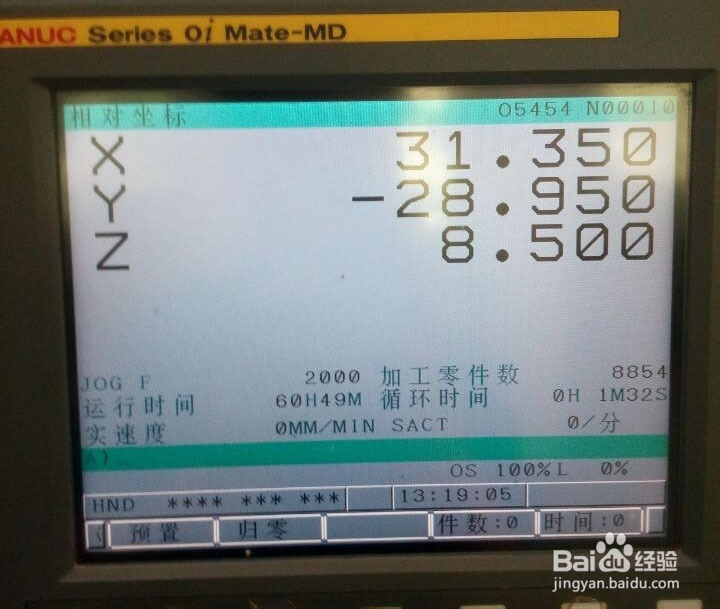 ANUC Series 0i Mate-MD
相对坐标 O5454 N00010
X 31.350
Y -28.950
Z 8.500
JOG F 2000 加工零件数 8854
运行时间 60H49M 循环时间 0H 1M32S
实速度 0MM/MIN SACT 0/分
A)_
OS 100% L 0%
HND **** *** *** 13:19:05
( 预置 归零 件数:0 时间:0
Baidu经验
jingyan.baidu.com